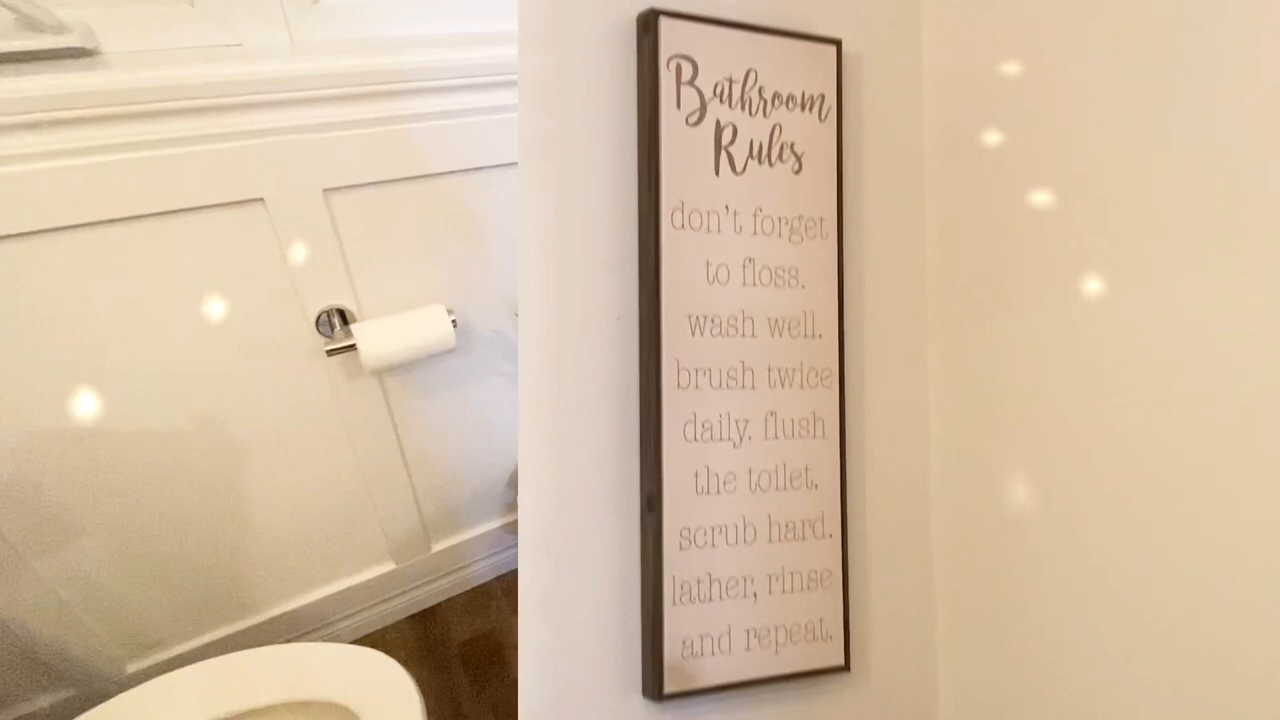 Bathroom
Rules
don't forget
to floss.
wash well.
brush twice
daily. flush
the toilet.
scrub hard.
lather, rinse
and repeat.